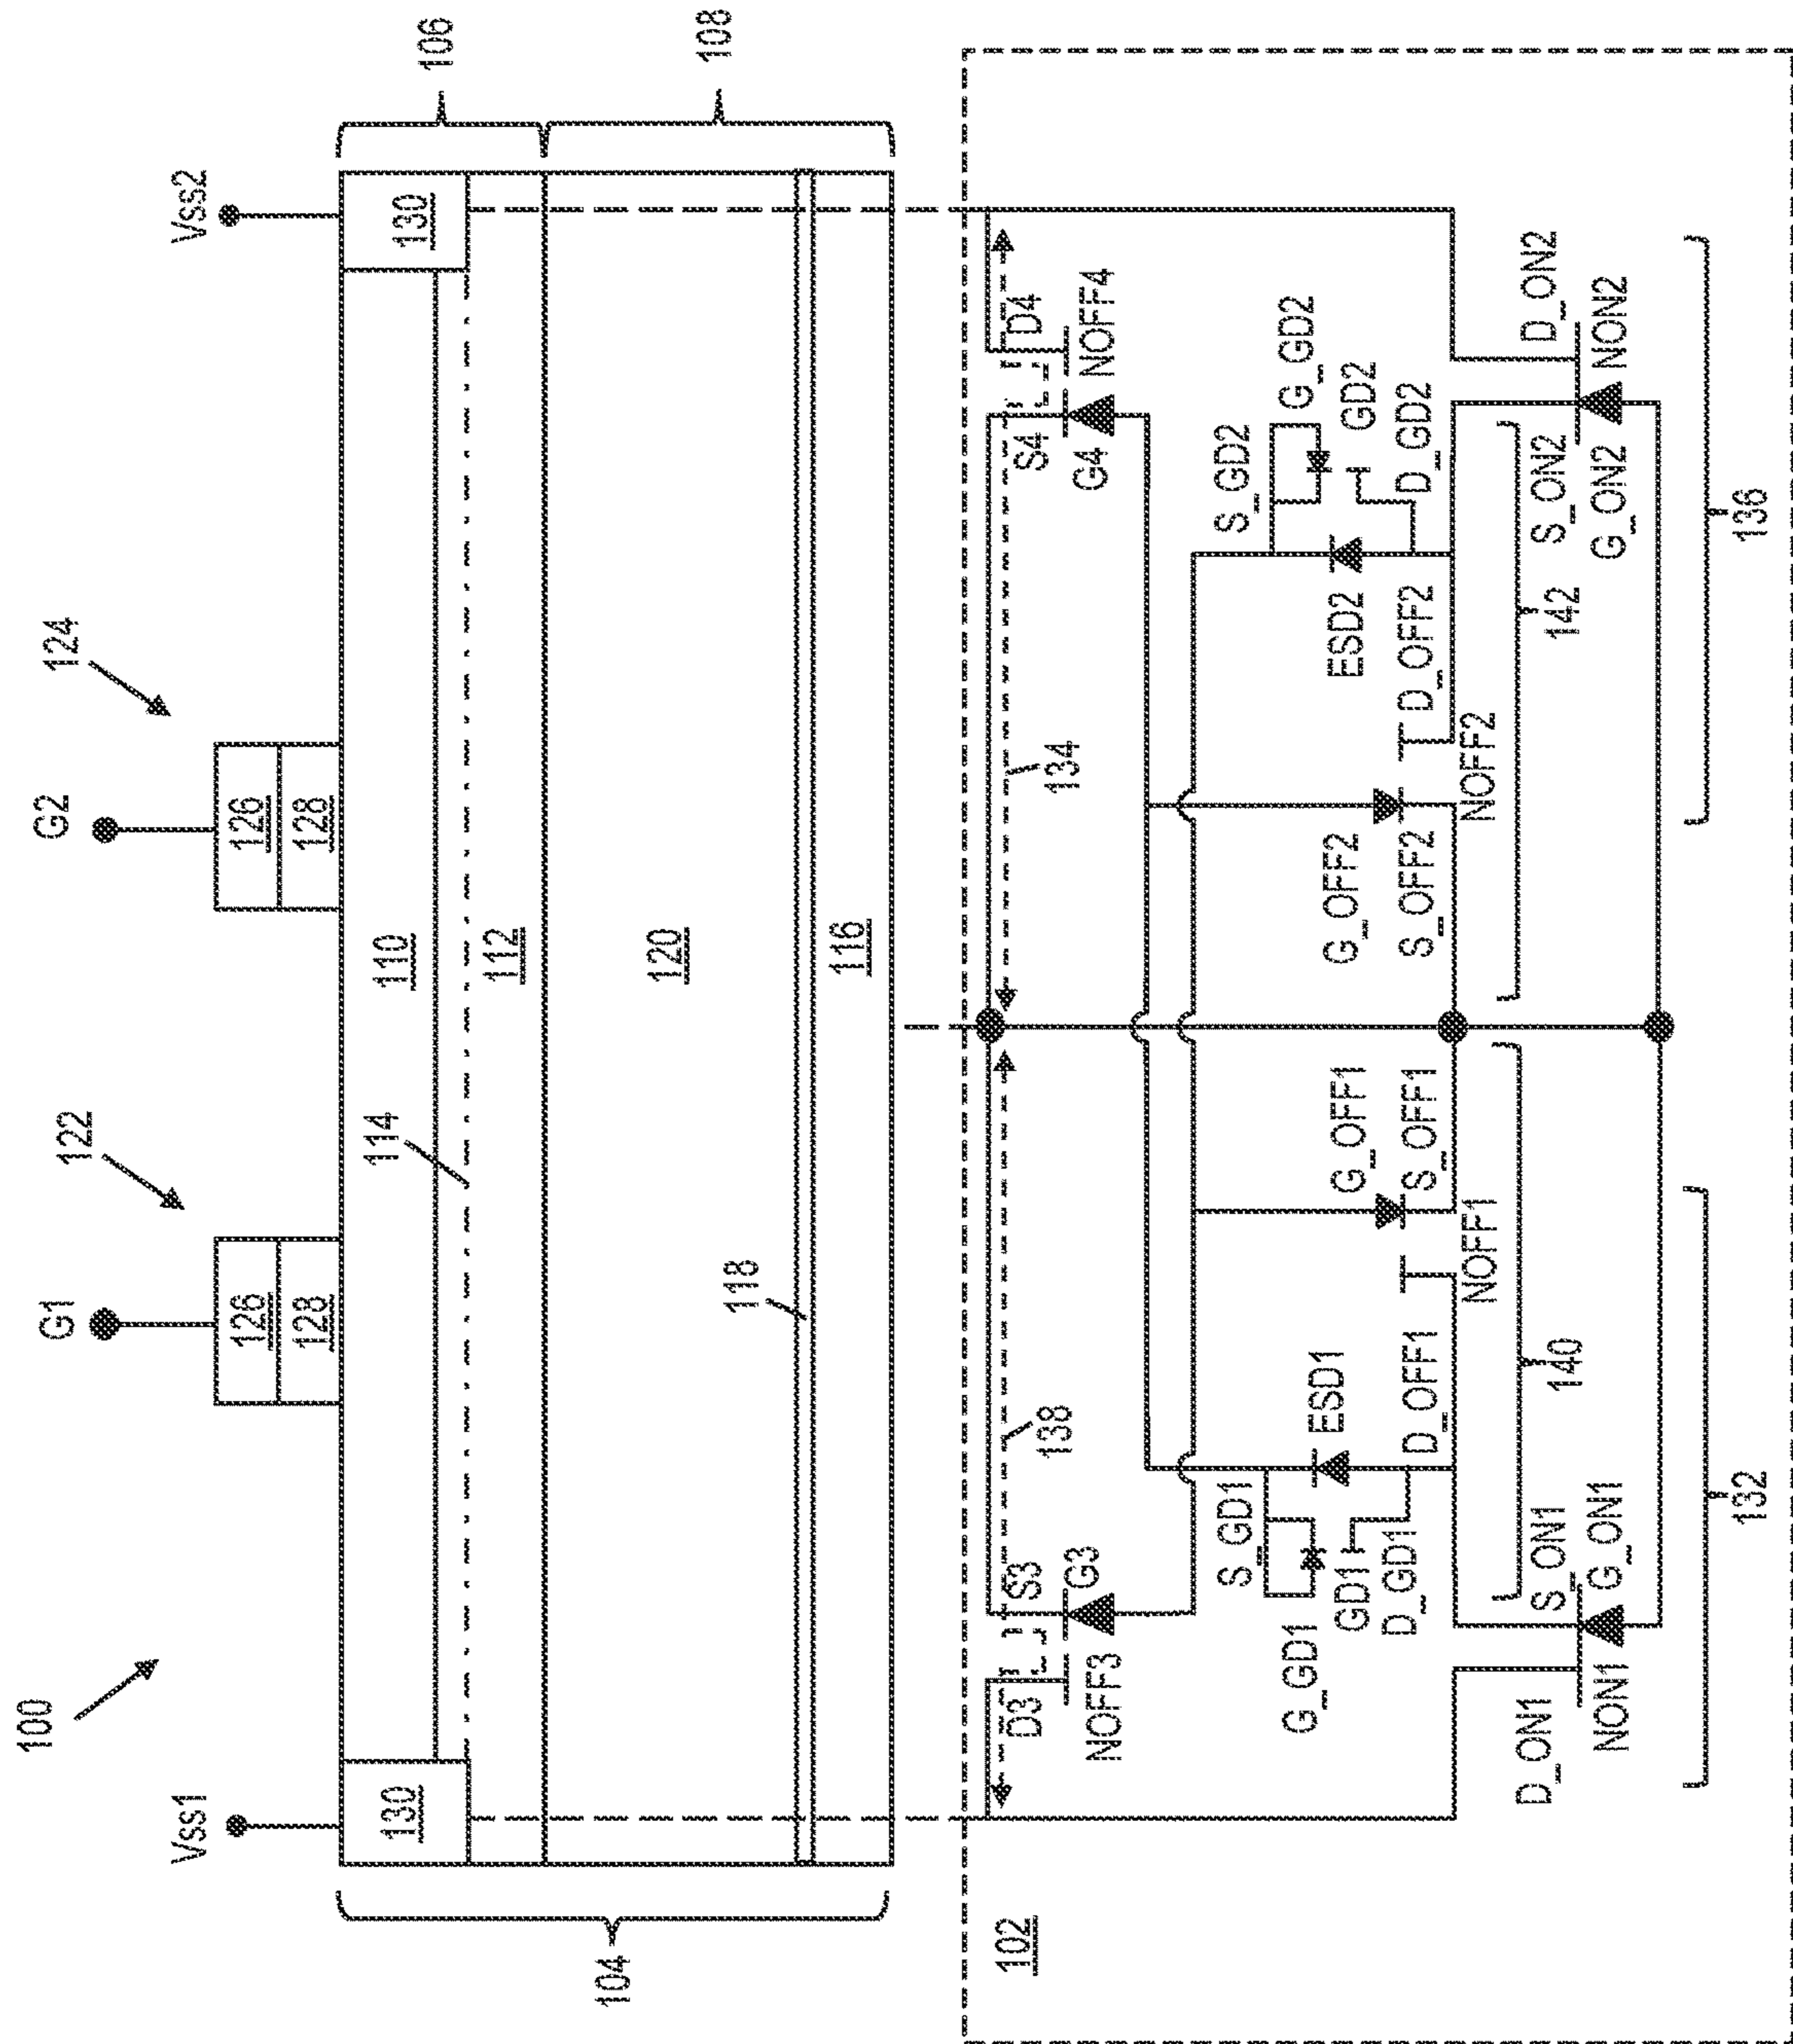 100
122
124
G1
G2
Vss1
Vss2
126
128
126
128
130
130
110
114
112
120
118
116
104
106
108
102
138
134
D3
S3
G3
NOFF3
S4
D4
G4
NOFF4
S_GD1
G_GD1
GD1
D_GD1
ESD1
S_GD2
G_GD2
GD2
D_GD2
ESD2
G_OFF1
S_OFF1
D_OFF1
NOFF1
G_OFF2
S_OFF2
D_OFF2
NOFF2
140
142
D_ON1
S_ON1
NON1
G_ON1
S_ON2
D_ON2
G_ON2
NON2
132
136